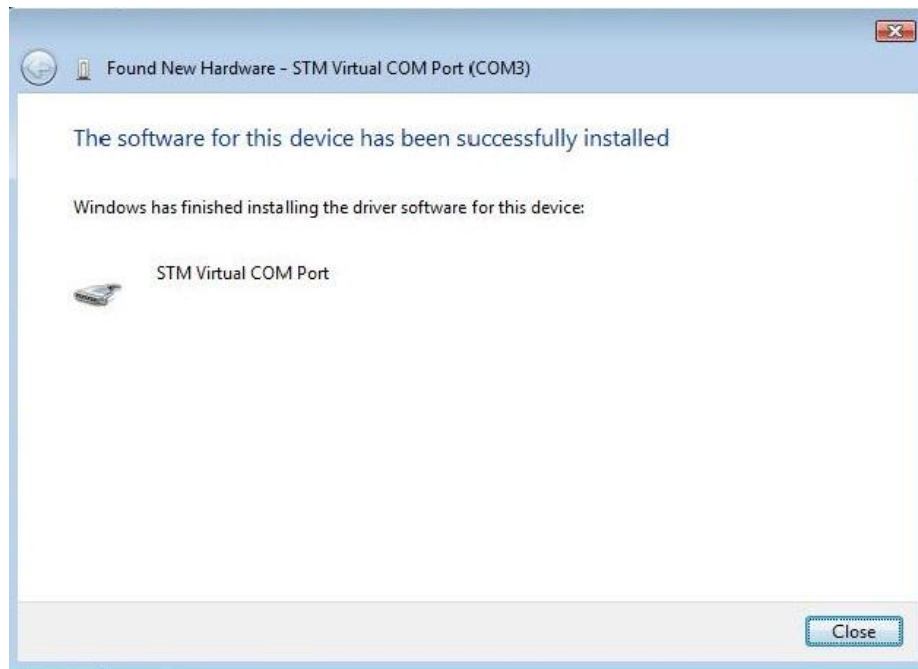 Found New Hardware - STM Virtual COM Port (COM3)
The software for this device has been successfully installed
Windows has finished installing the driver software for this device:
STM Virtual COM Port
Close